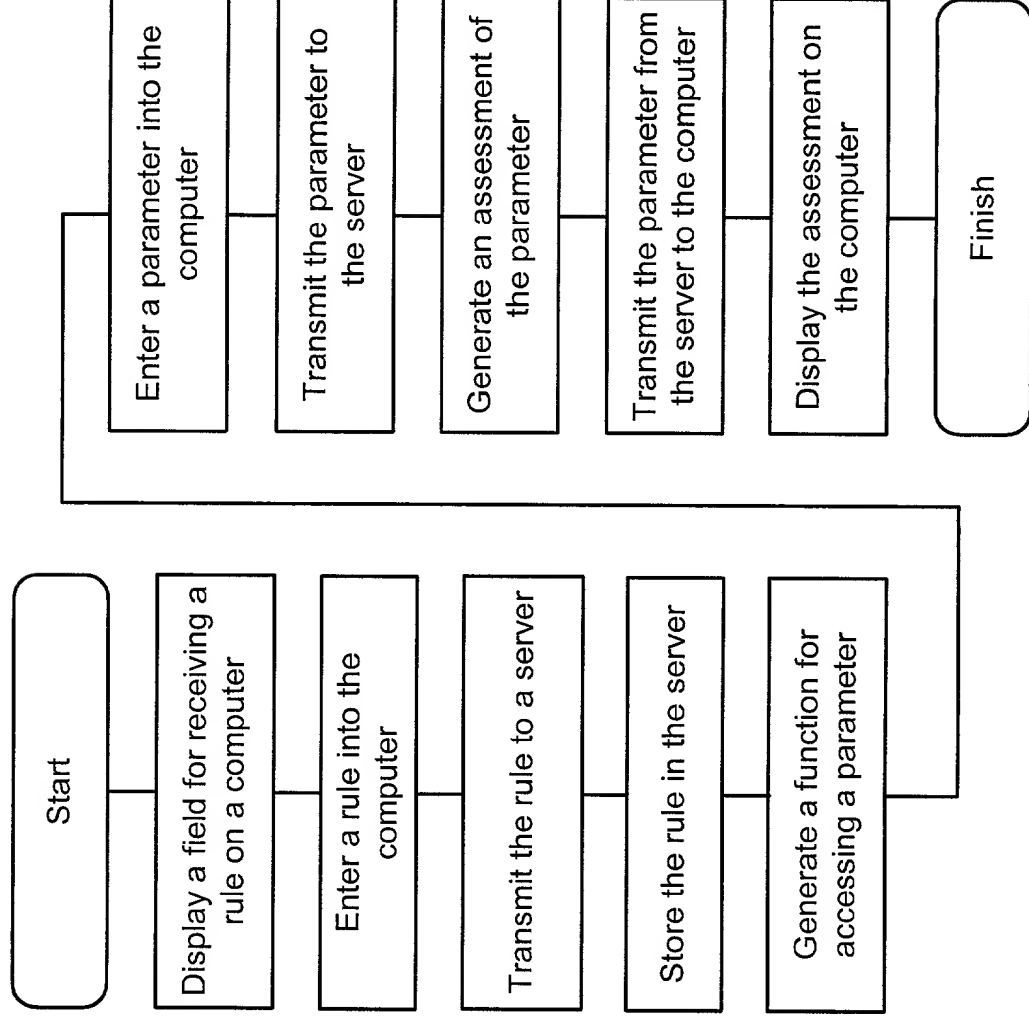 Start
Display a field for receiving a
rule on a computer
Enter a rule into the
computer
Transmit the rule to a server
Store the rule in the server
Generate a function for
accessing a parameter
Enter a parameter into the
computer
Transmit the parameter to
the server
Generate an assessment of
the parameter
Transmit the parameter from
the server to the computer
Display the assessment on
the computer
Finish